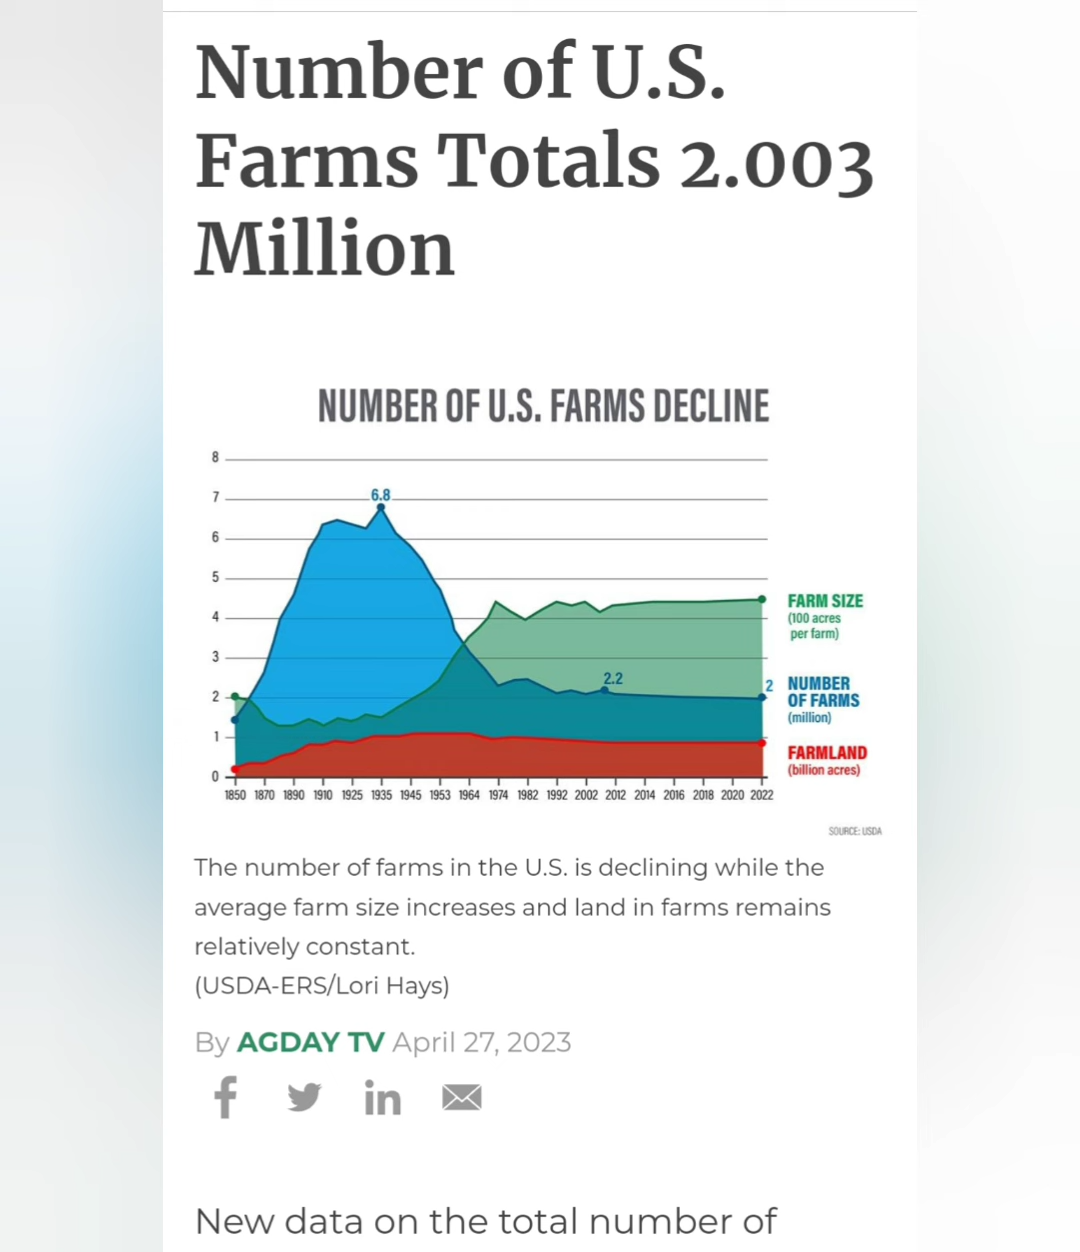 Number of U.S.
Farms Totals 2.003
Million
NUMBER OF U.S. FARMS DECLINE
8
7
6
5
4
3
2
1
0
6.8
2.2
2
FARM SIZE
(100 acres
per farm)
NUMBER
OF FARMS
(million)
FARMLAND
(billion acres)
1850 1870 1890 1910 1925 1935 1945 1953 1964 1974 1982 1992 2002 2012 2014 2016 2018 2020 2022
SOURCE: USDA
The number of farms in the U.S. is declining while the
average farm size increases and land in farms remains
relatively constant.
(USDA-ERS/Lori Hays)
By AGDAY TV April 27, 2023
New data on the total number of